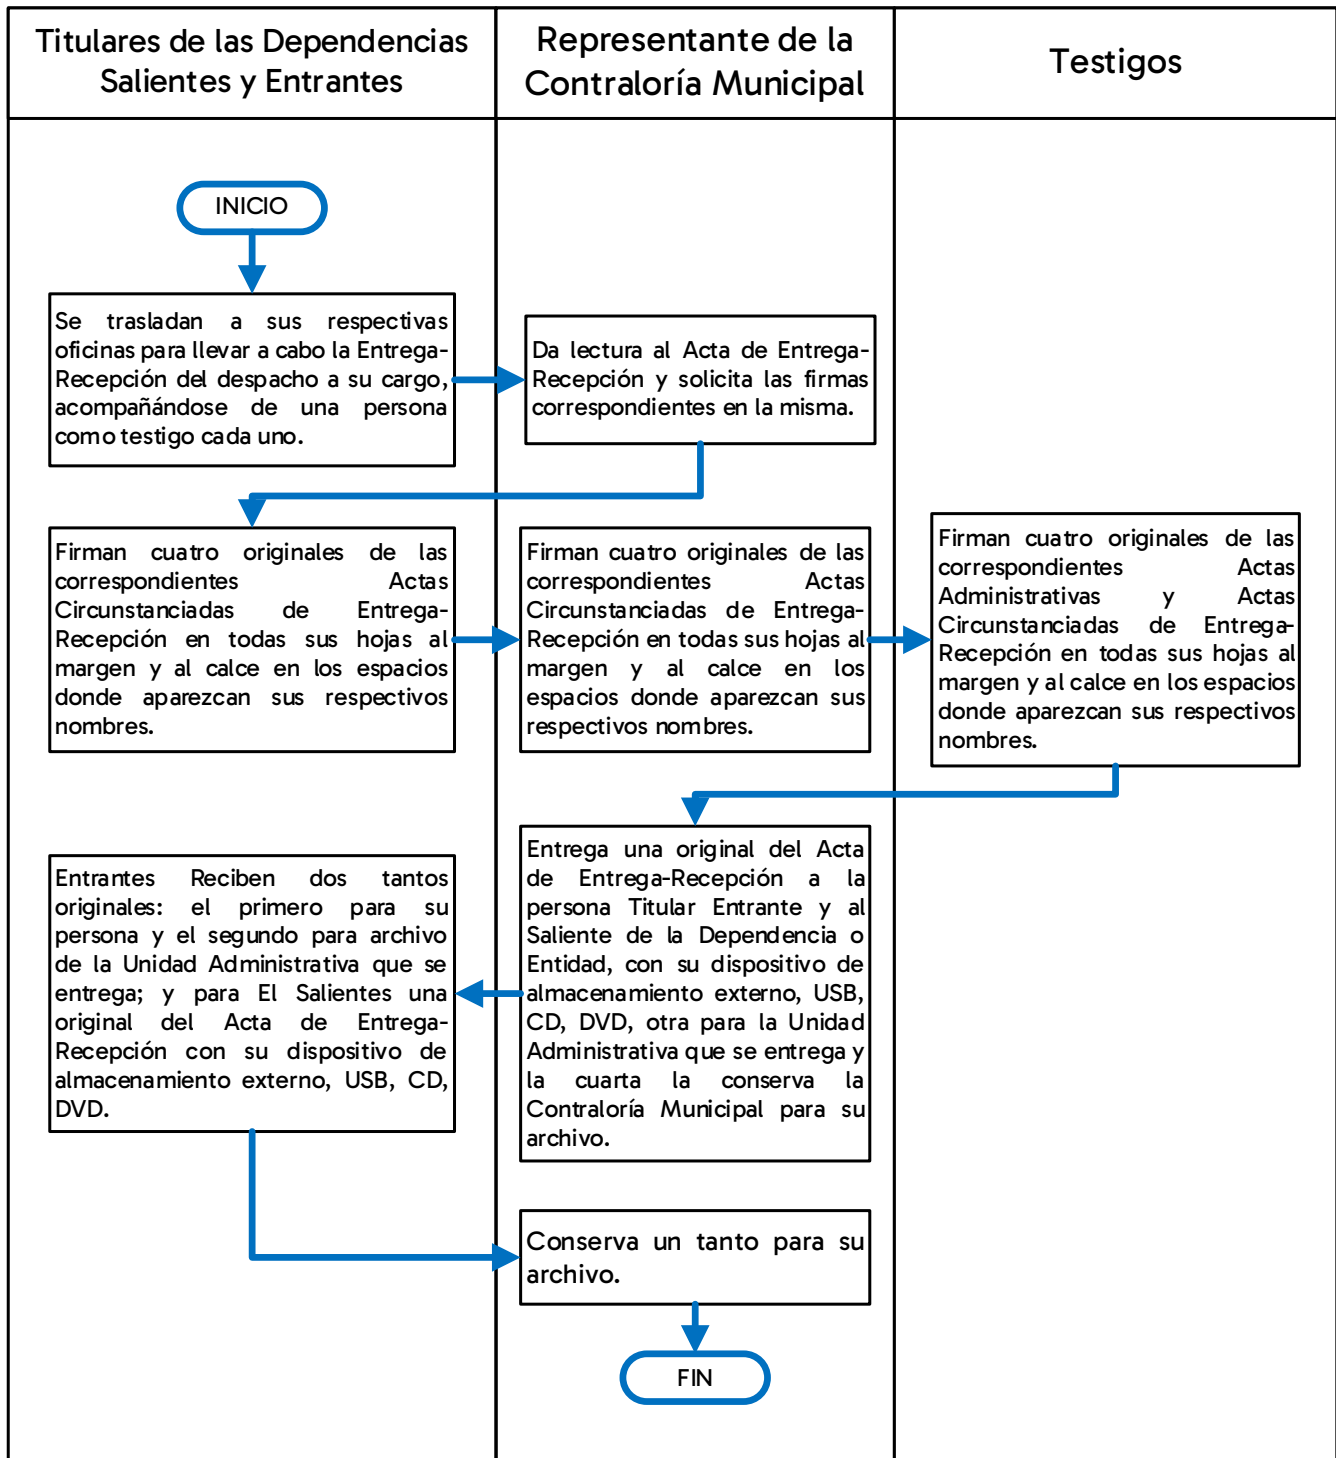 Titulares de las Dependencias
Salientes y Entrantes
Representante de la
Contraloría Municipal
Testigos
INICIO
Se trasladan a sus respectivas
oficinas para llevar a cabo la Entrega-
Recepción del despacho a su cargo,
acompañándose de una persona
como testigo cada uno.
Da lectura al Acta de Entrega-
Recepción y solicita las firmas
correspondientes en la misma.
Firman cuatro originales de las
correspondientes Actas
Circunstanciadas de Entrega-
Recepción en todas sus hojas al
margen y al calce en los espacios
donde aparezcan sus respectivos
nombres.
Firman cuatro originales de las
correspondientes Actas
Circunstanciadas de Entrega-
Recepción en todas sus hojas al
margen y al calce en los
espacios donde aparezcan sus
respectivos nombres.
Firman cuatro originales de las
correspondientes Actas
Administrativas y Actas
Circunstanciadas de Entrega-
Recepción en todas sus hojas al
margen y al calce en los espacios
donde aparezcan sus respectivos
nombres.
Entrega una original del Acta
de Entrega-Recepción a la
persona Titular Entrante y al
Saliente de la Dependencia o
Entidad, con su dispositivo de
almacenamiento externo, USB,
CD, DVD, otra para la Unidad
Administrativa que se entrega y
la cuarta la conserva la
Contraloría Municipal para su
archivo.
Entrantes Reciben dos tantos
originales: el primero para su
persona y el segundo para archivo
de la Unidad Administrativa que se
entrega; y para El Salientes una
original del Acta de Entrega-
Recepción con su dispositivo de
almacenamiento externo, USB, CD,
DVD.
Conserva un tanto para su
archivo.
FIN